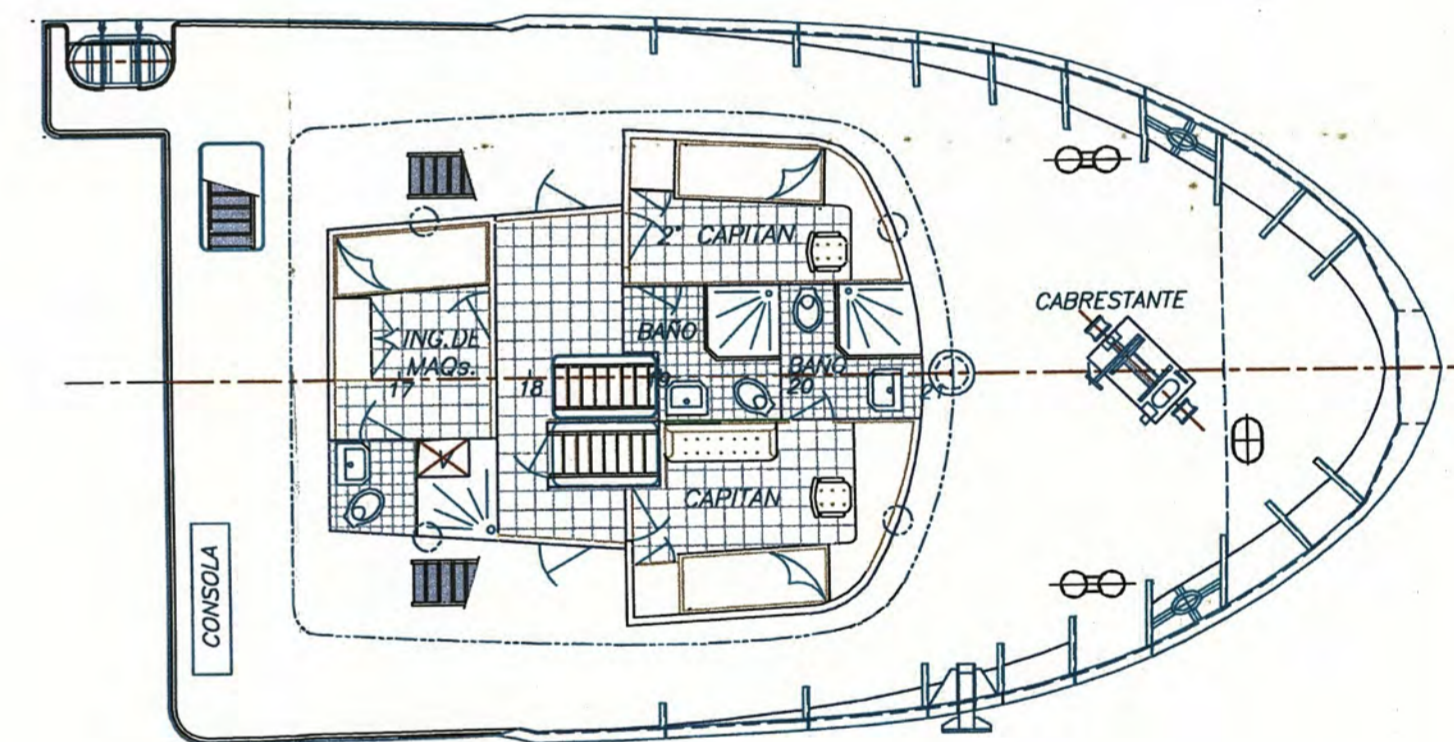 2° CAPITAN
CABRESTANTE
BAÑO
ING.DE
MAQs.
BAÑO
17
18
19
20
21
CAPITAN
CONSOLA